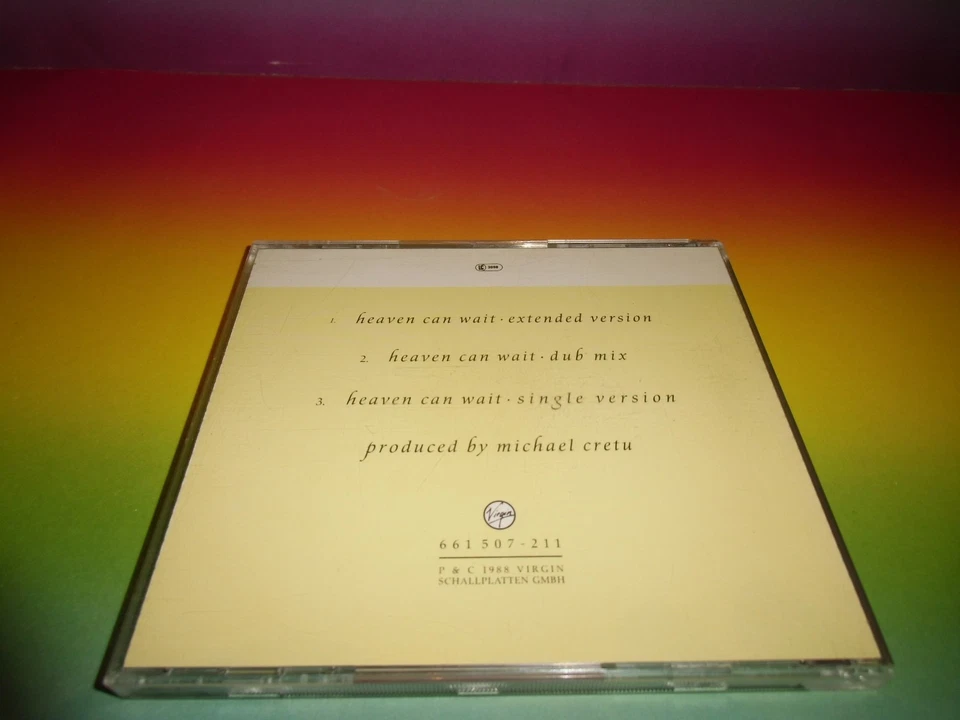 1. heaven can wait · extended version
2. heaven can wait · dub mix
3. heaven can wait · single version
produced by michael cretu
Virgin
661 507-211
P & C 1988 VIRGIN
SCHALLPLATTEN GMBH